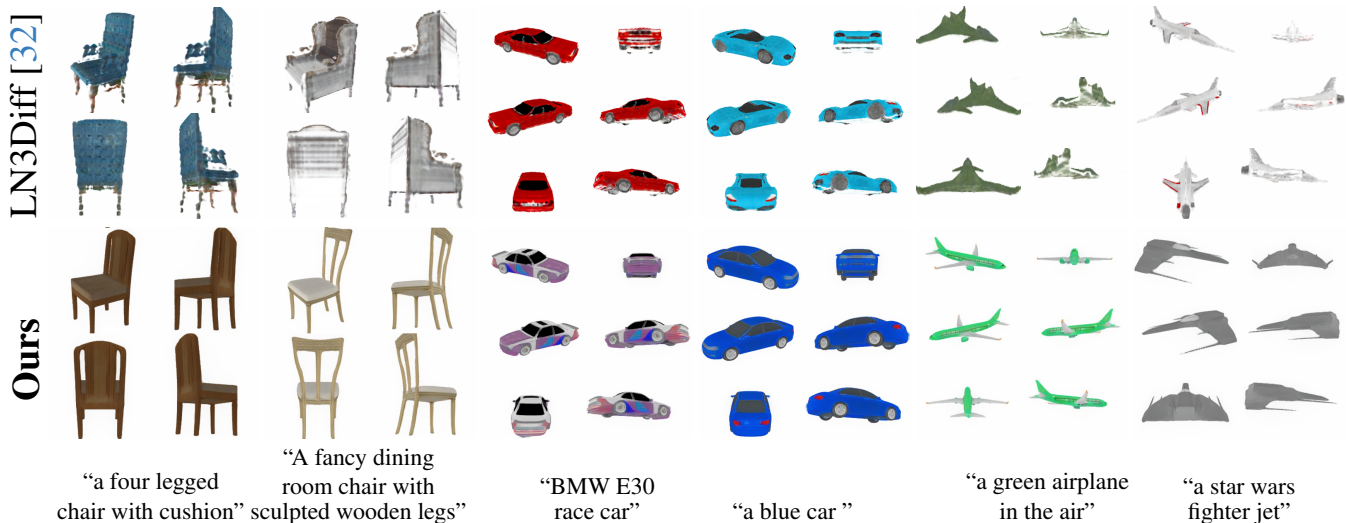 LN3Diff [32]
Ours
“a four legged
chair with cushion”
“A fancy dining
room chair with
sculpted wooden legs”
“BMW E30
race car”
“a blue car ”
“a green airplane
in the air”
“a star wars
fighter jet”